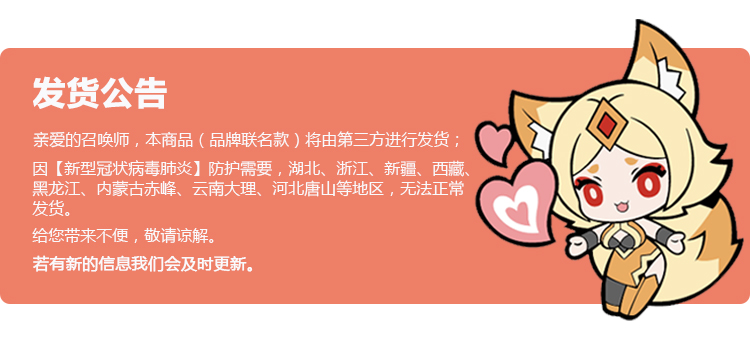 发货公告
亲爱的召唤师，本商品（品牌联名款）将由第三方进行发货；
因【新型冠状病毒肺炎】防护需要，湖北、浙江、新疆、西藏、
黑龙江、内蒙古赤峰、云南大理、河北唐山等地区，无法正常
发货。
给您带来不便，敬请谅解。
若有新的信息我们会及时更新。